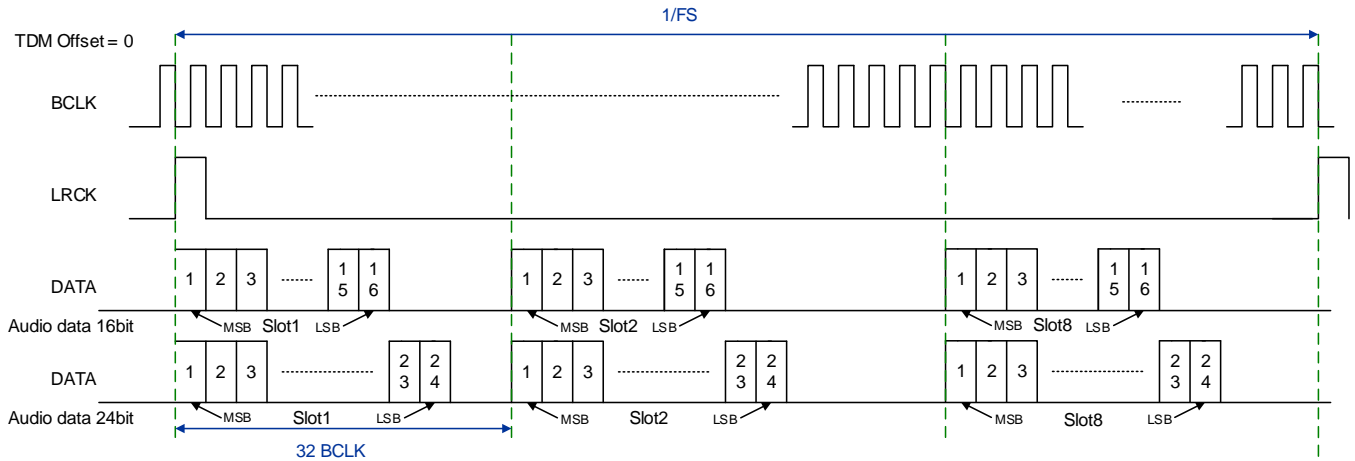 1/FS
TDM Offset = 0
BCLK
LRCK
DATA
1 2 3 15 16 1 2 3 15 16 1 2 3 15 16
Audio data 16bit
MSB Slot1 LSB MSB Slot2 LSB MSB Slot8 LSB
DATA
1 2 3 23 24 1 2 3 23 24 1 2 3 23 24
Audio data 24bit
MSB Slot1 LSB MSB Slot2 LSB MSB Slot8 LSB
32 BCLK